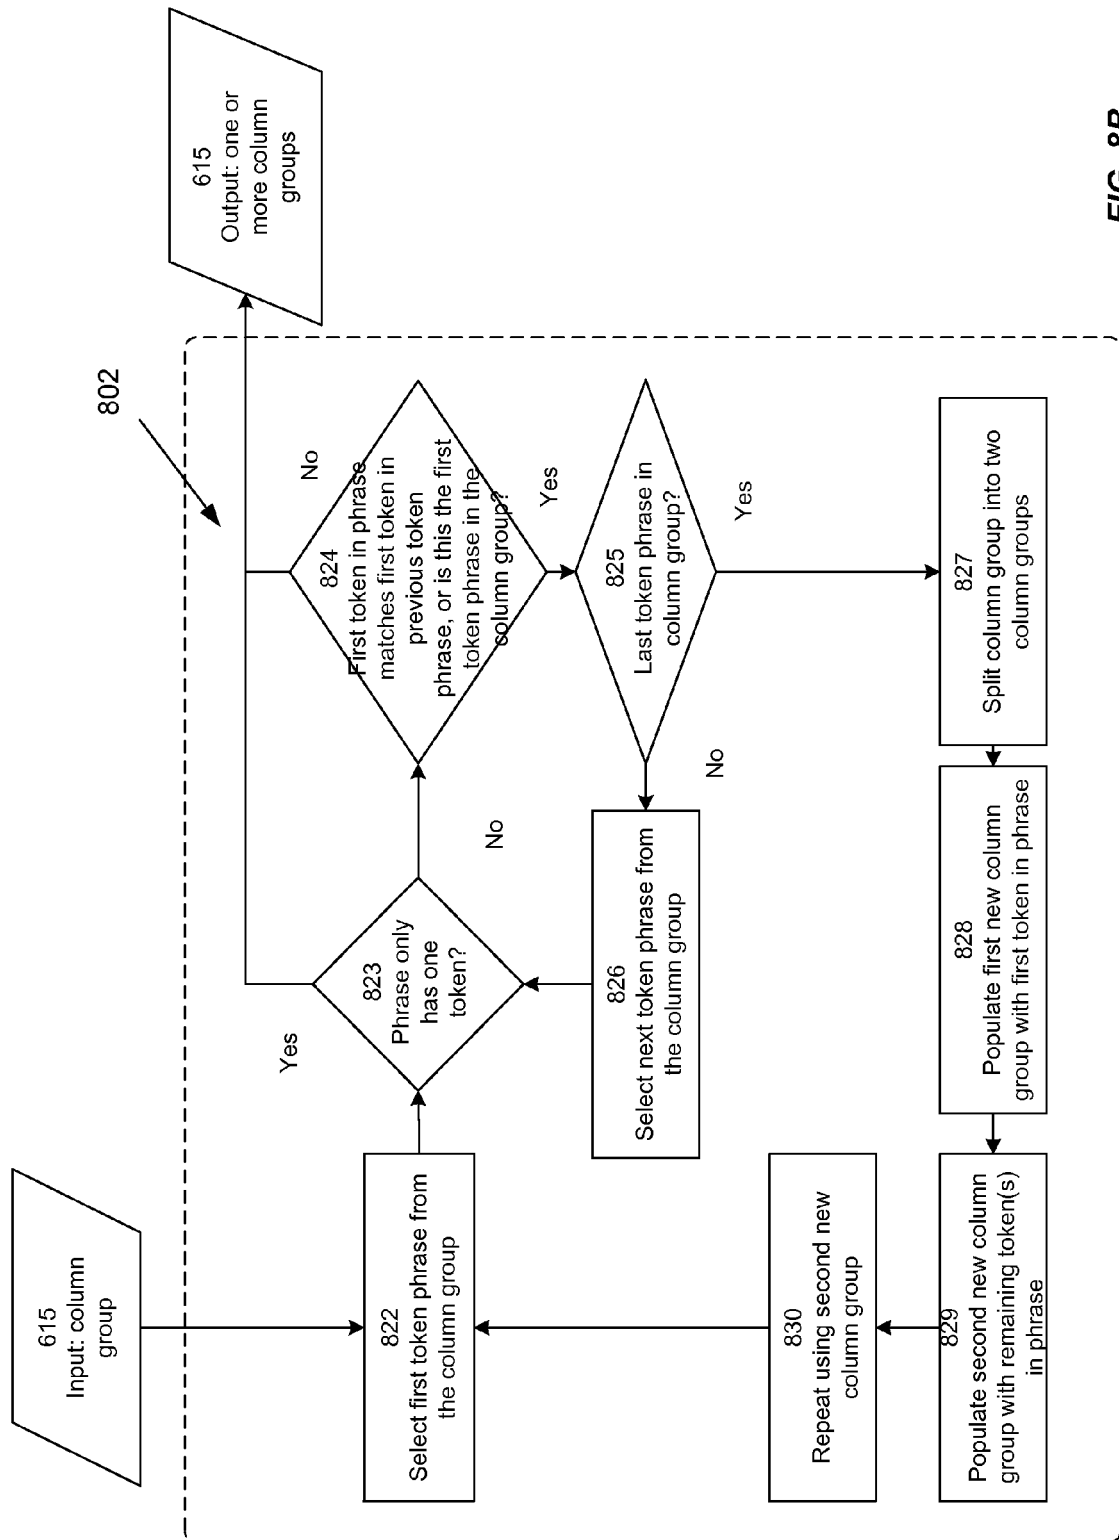 615
Input: column
group
802
615
Output: one or
more column
groups
822
Select first token phrase from
the column group
823
Phrase only
has one
token?
Yes
No
824
First token in phrase
matches first token in
previous token
phrase, or is this the first
token phrase in the
column group?
No
Yes
825
Last token phrase in
column group?
No
Yes
826
Select next token phrase from
the column group
827
Split column group into two
column groups
828
Populate first new column
group with first token in phrase
829
Populate second new column
group with remaining token(s)
in phrase
830
Repeat using second new
column group
FIG. 8B